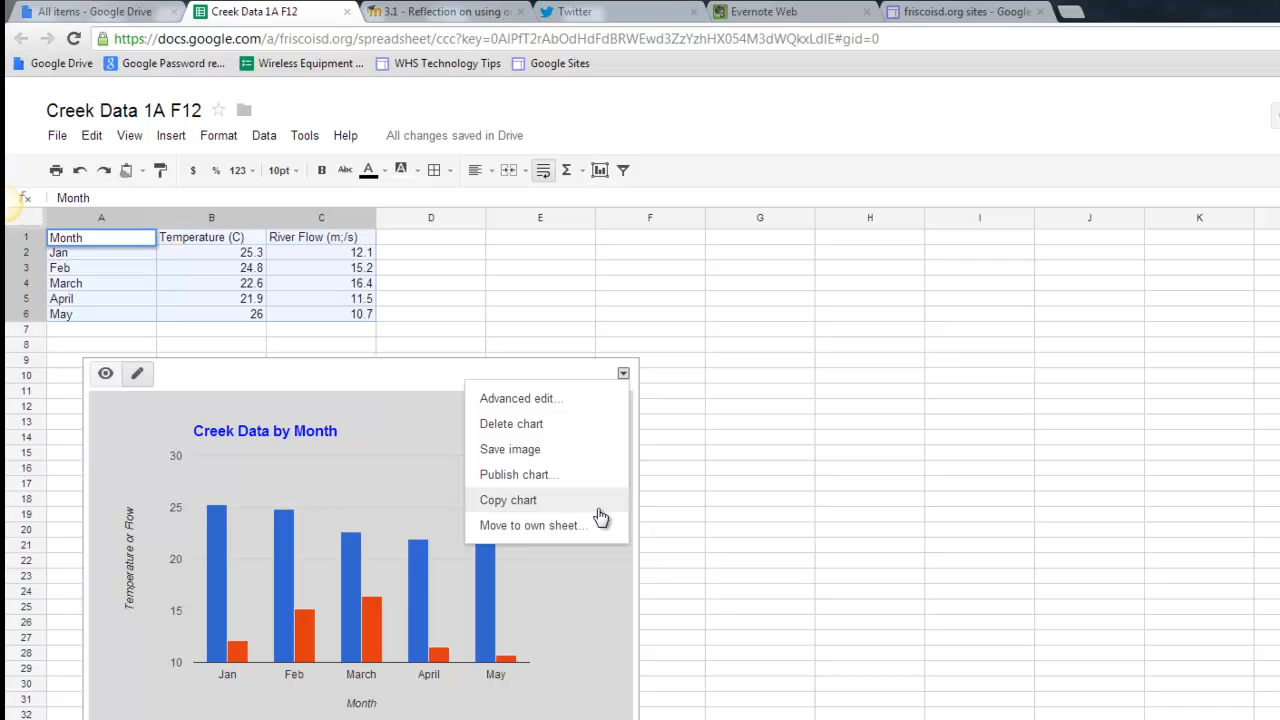 All items - Google Drive
Creek Data 1A F12
3.1 - Reflection on using o
Twitter
Evernote Web
friscoisd.org sites - Google
https://docs.google.com/a/friscoisd.org/spreadsheet/ccc?key=0AlPfT2rAbOdHdFdBRWEwd3ZzYzhHX054M3dWQkxLdlE#gid=0
Google Drive
Google Password re...
Wireless Equipment ...
WHS Technology Tips
Google Sites
Creek Data 1A F12
File Edit View Insert Format Data Tools Help All changes saved in Drive
$ % 123 10pt B Abc A A Σ
fx Month
A B C D E F G H I J K
1 Month Temperature (C) River Flow (m;/s)
2 Jan 25.3 12.1
3 Feb 24.8 15.2
4 March 22.6 16.4
5 April 21.9 11.5
6 May 26 10.7
7
8
9
10
11
12
13
14
15
16
17
18
19
20
21
22
23
24
25
26
27
28
29
30
31
32
Advanced edit...
Delete chart
Save image
Publish chart...
Copy chart
Move to own sheet...
Creek Data by Month
30
25
20
15
10
Temperature or Flow
Jan Feb March April May
Month